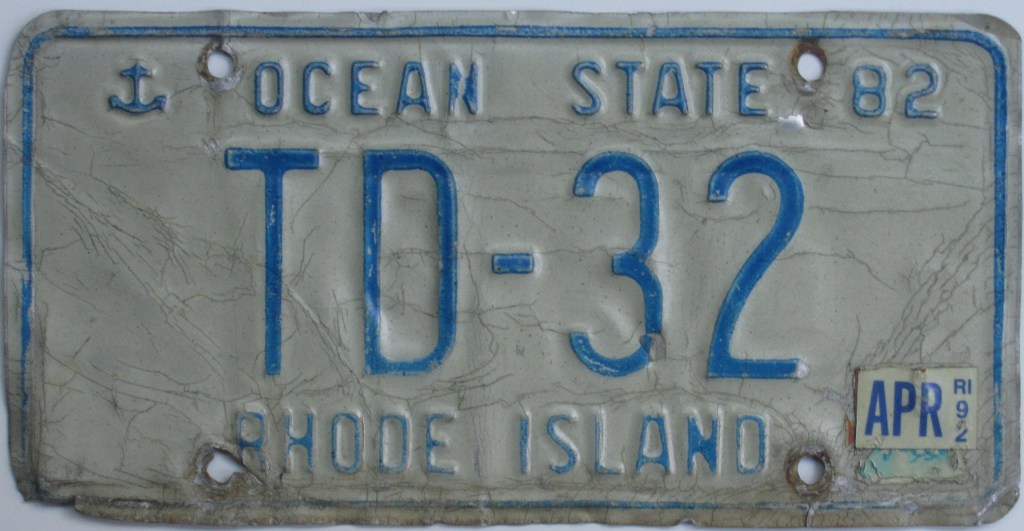 OCEAN STATE 82
TD-32
APR RI 92
RHODE ISLAND